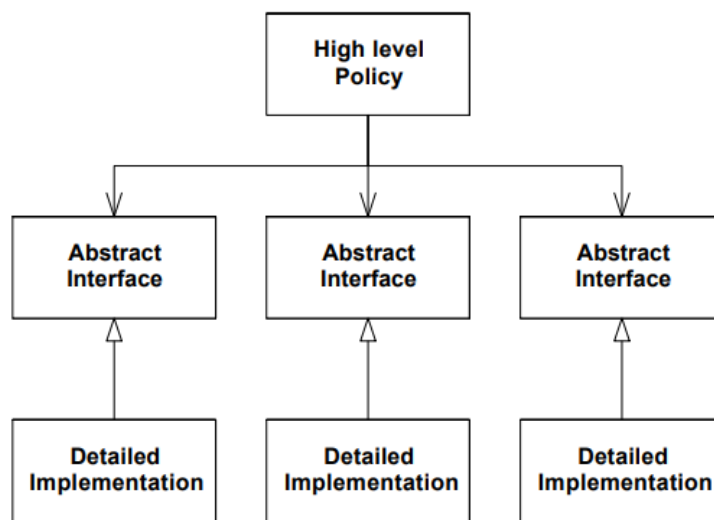 High level
Policy
Abstract
Interface
Abstract
Interface
Abstract
Interface
Detailed
Implementation
Detailed
Implementation
Detailed
Implementation